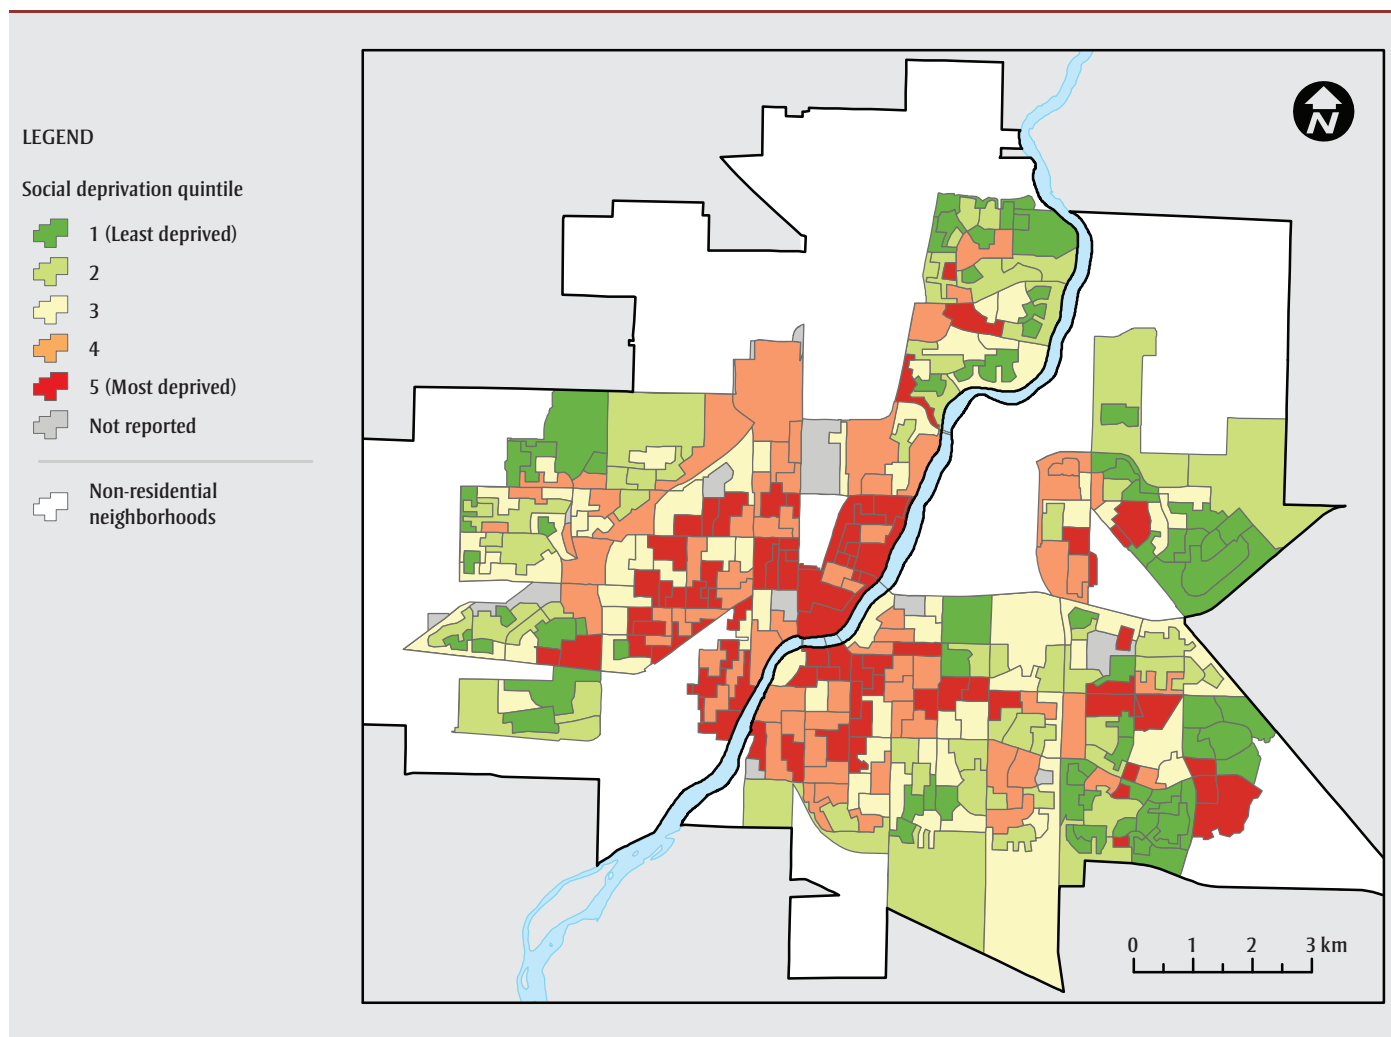 LEGEND
Social deprivation quintile
1 (Least deprived)
2
3
4
5 (Most deprived)
Not reported
Non-residential
neighborhoods
N
0 1 2 3 km